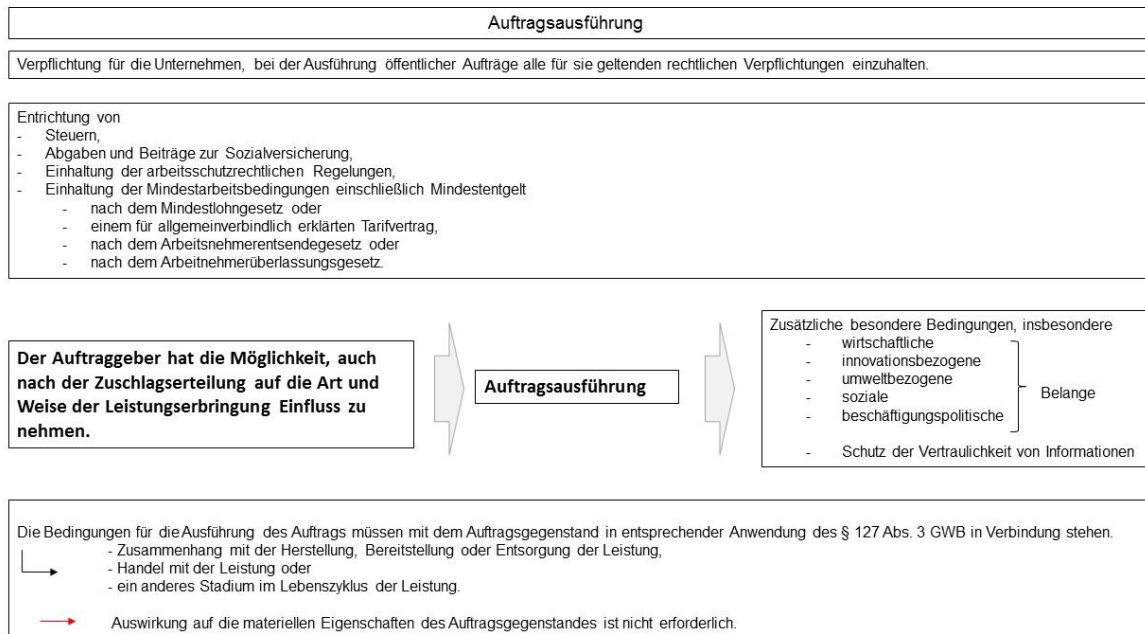 Auftragsausführung
Verpflichtung für die Unternehmen, bei der Ausführung öffentlicher Aufträge alle für sie geltenden rechtlichen Verpflichtungen einzuhalten.
Entrichtung von
- Steuern,
- Abgaben und Beiträge zur Sozialversicherung,
- Einhaltung der arbeitsschutzrechtlichen Regelungen,
- Einhaltung der Mindestarbeitsbedingungen einschließlich Mindestentgelt
- nach dem Mindestlohngesetz oder
- einem für allgemeinverbindlich erklärten Tarifvertrag,
- nach dem Arbeitsnehmerentsendegesetz oder
- nach dem Arbeitnehmerüberlassungsgesetz.
Der Auftraggeber hat die Möglichkeit, auch
nach der Zuschlagserteilung auf die Art und
Weise der Leistungserbringung Einfluss zu
nehmen.
Auftragsausführung
Zusätzliche besondere Bedingungen, insbesondere
- wirtschaftliche
- innovationsbezogene
- umweltbezogene
- soziale
- beschäftigungspolitische
Belange
- Schutz der Vertraulichkeit von Informationen
Die Bedingungen für die Ausführung des Auftrags müssen mit dem Auftragsgegenstand in entsprechender Anwendung des § 127 Abs. 3 GWB in Verbindung stehen.
- Zusammenhang mit der Herstellung, Bereitstellung oder Entsorgung der Leistung,
- Handel mit der Leistung oder
- ein anderes Stadium im Lebenszyklus der Leistung.
Auswirkung auf die materiellen Eigenschaften des Auftragsgegenstandes ist nicht erforderlich.